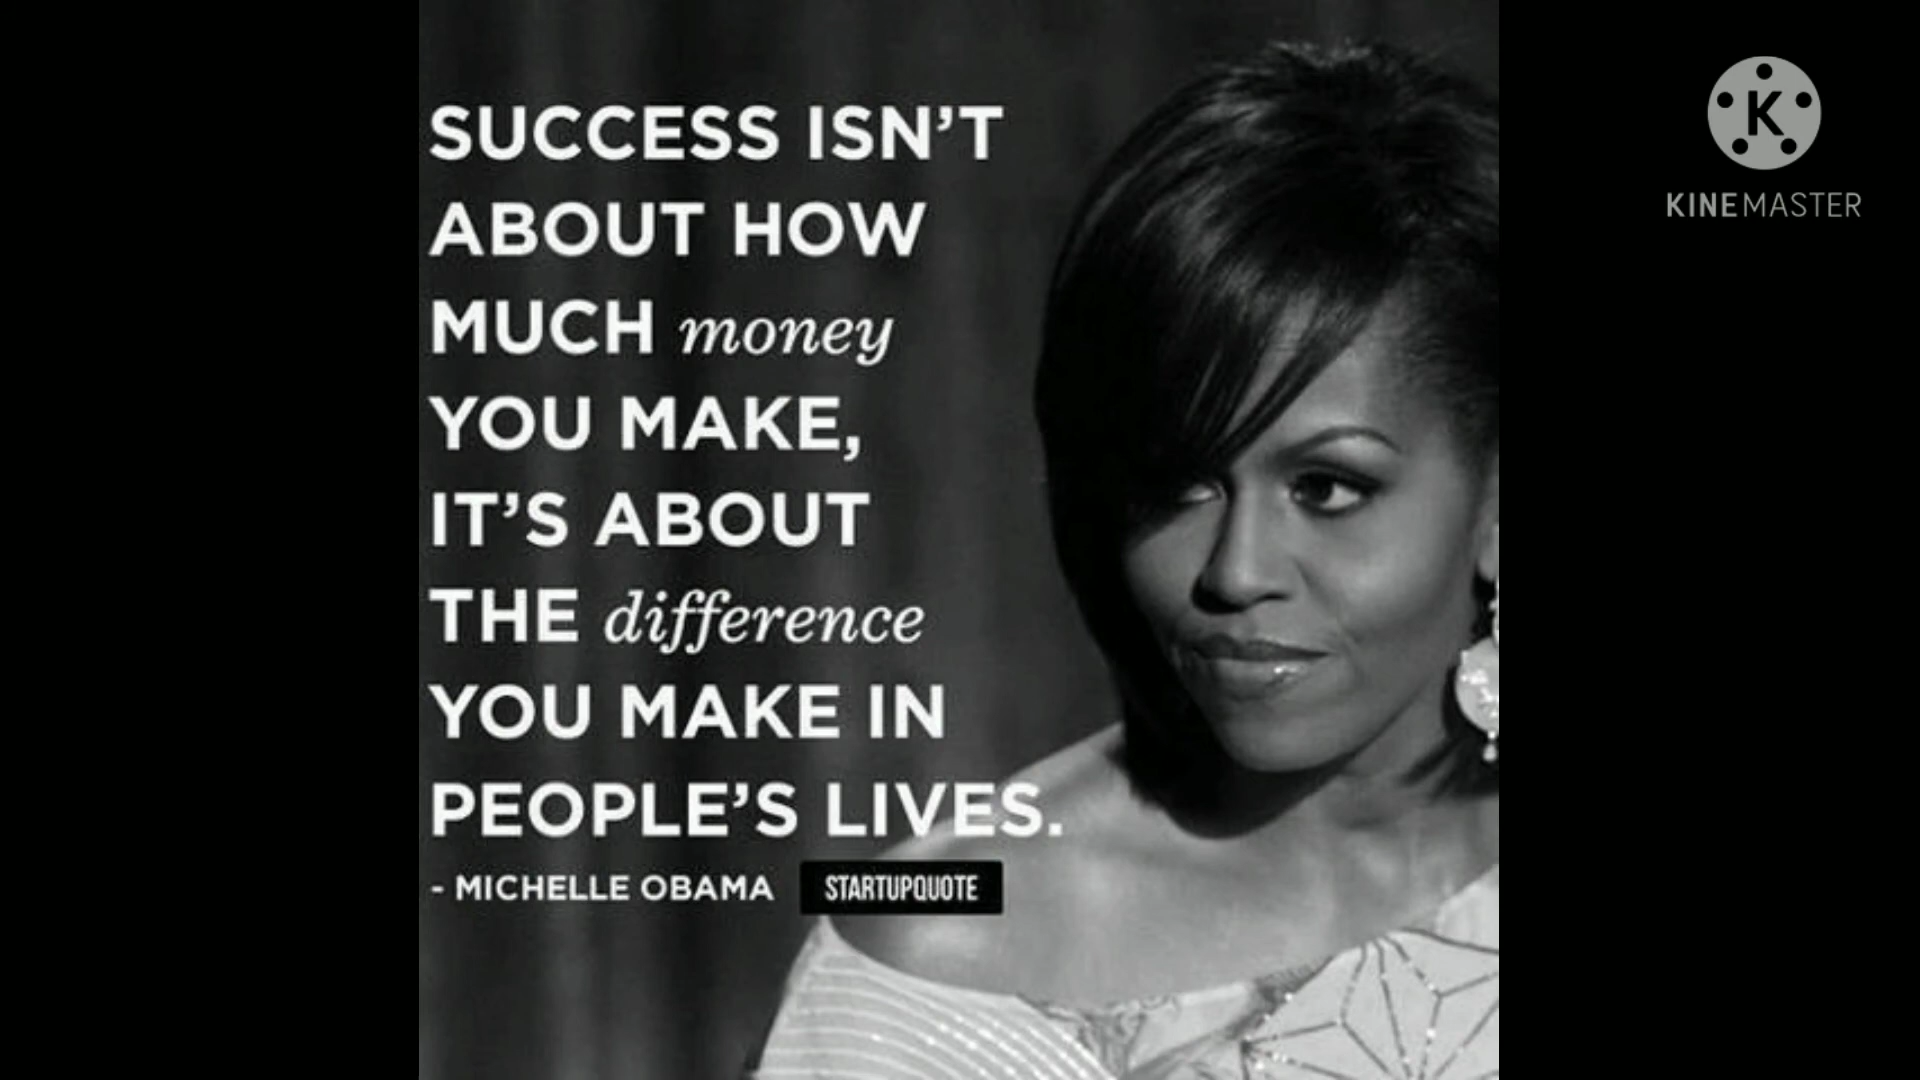 SUCCESS ISN'T
ABOUT HOW
MUCH money
YOU MAKE,
IT'S ABOUT
THE difference
YOU MAKE IN
PEOPLE'S LIVES.
- MICHELLE OBAMA STARTUPQUOTE
K
KINEMASTER